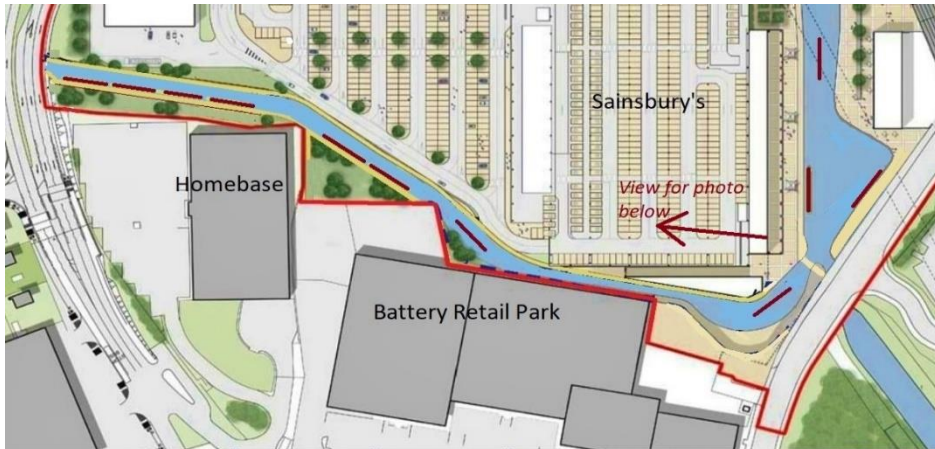 Sainsbury's
Homebase
View for photo
below
Battery Retail Park